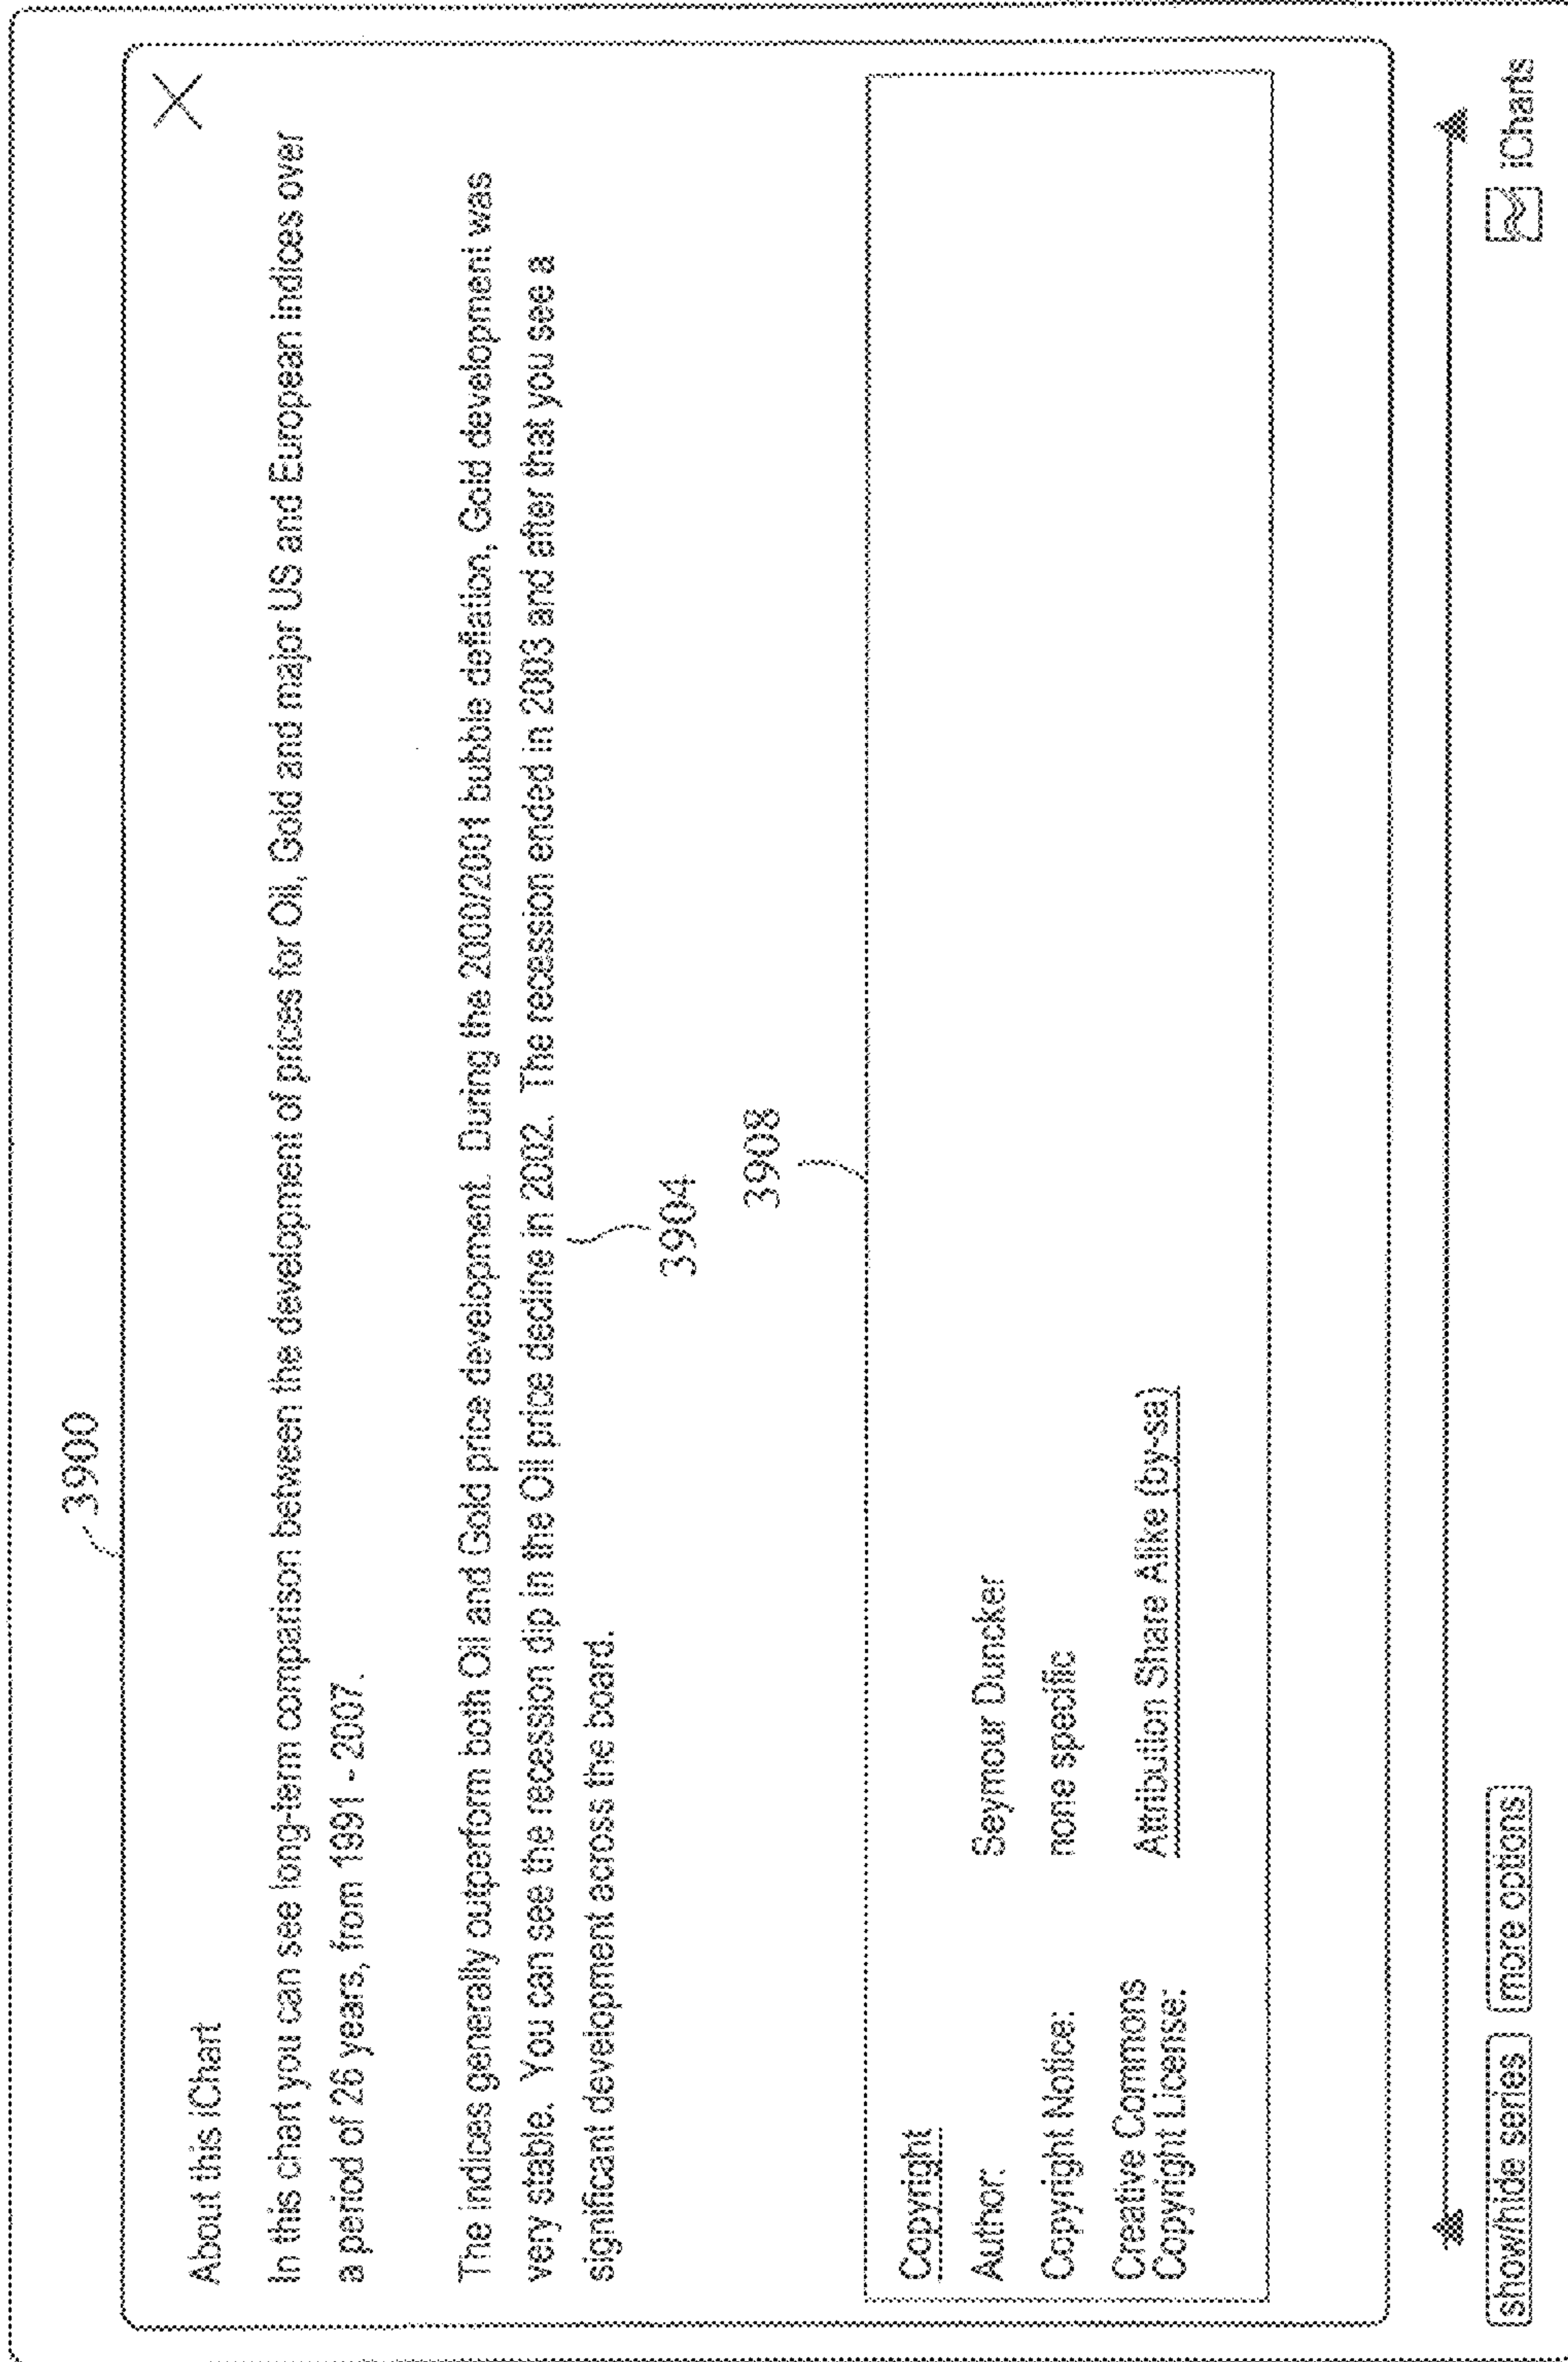 3900
About this iChart
In this chart you can see long-term comparison between the development of prices for Oil, Gold and major US and European indices over
a period of 26 years, from 1991 - 2007.
The indices generally outperform both Oil and Gold price development. During the 2000/2001 bubble deflation, Gold development was
very stable. You can see the recession dip in the Oil price decline in 2002. The recession ended in 2003 and after that you see a
significant development across the board.
3904
3908
Copyright
Author: Seymour Duncker
Copyright Notice: none specific
Creative Commons
Copyright License: Attribution Share Alike (by-sa)
show/hide series more options iCharts